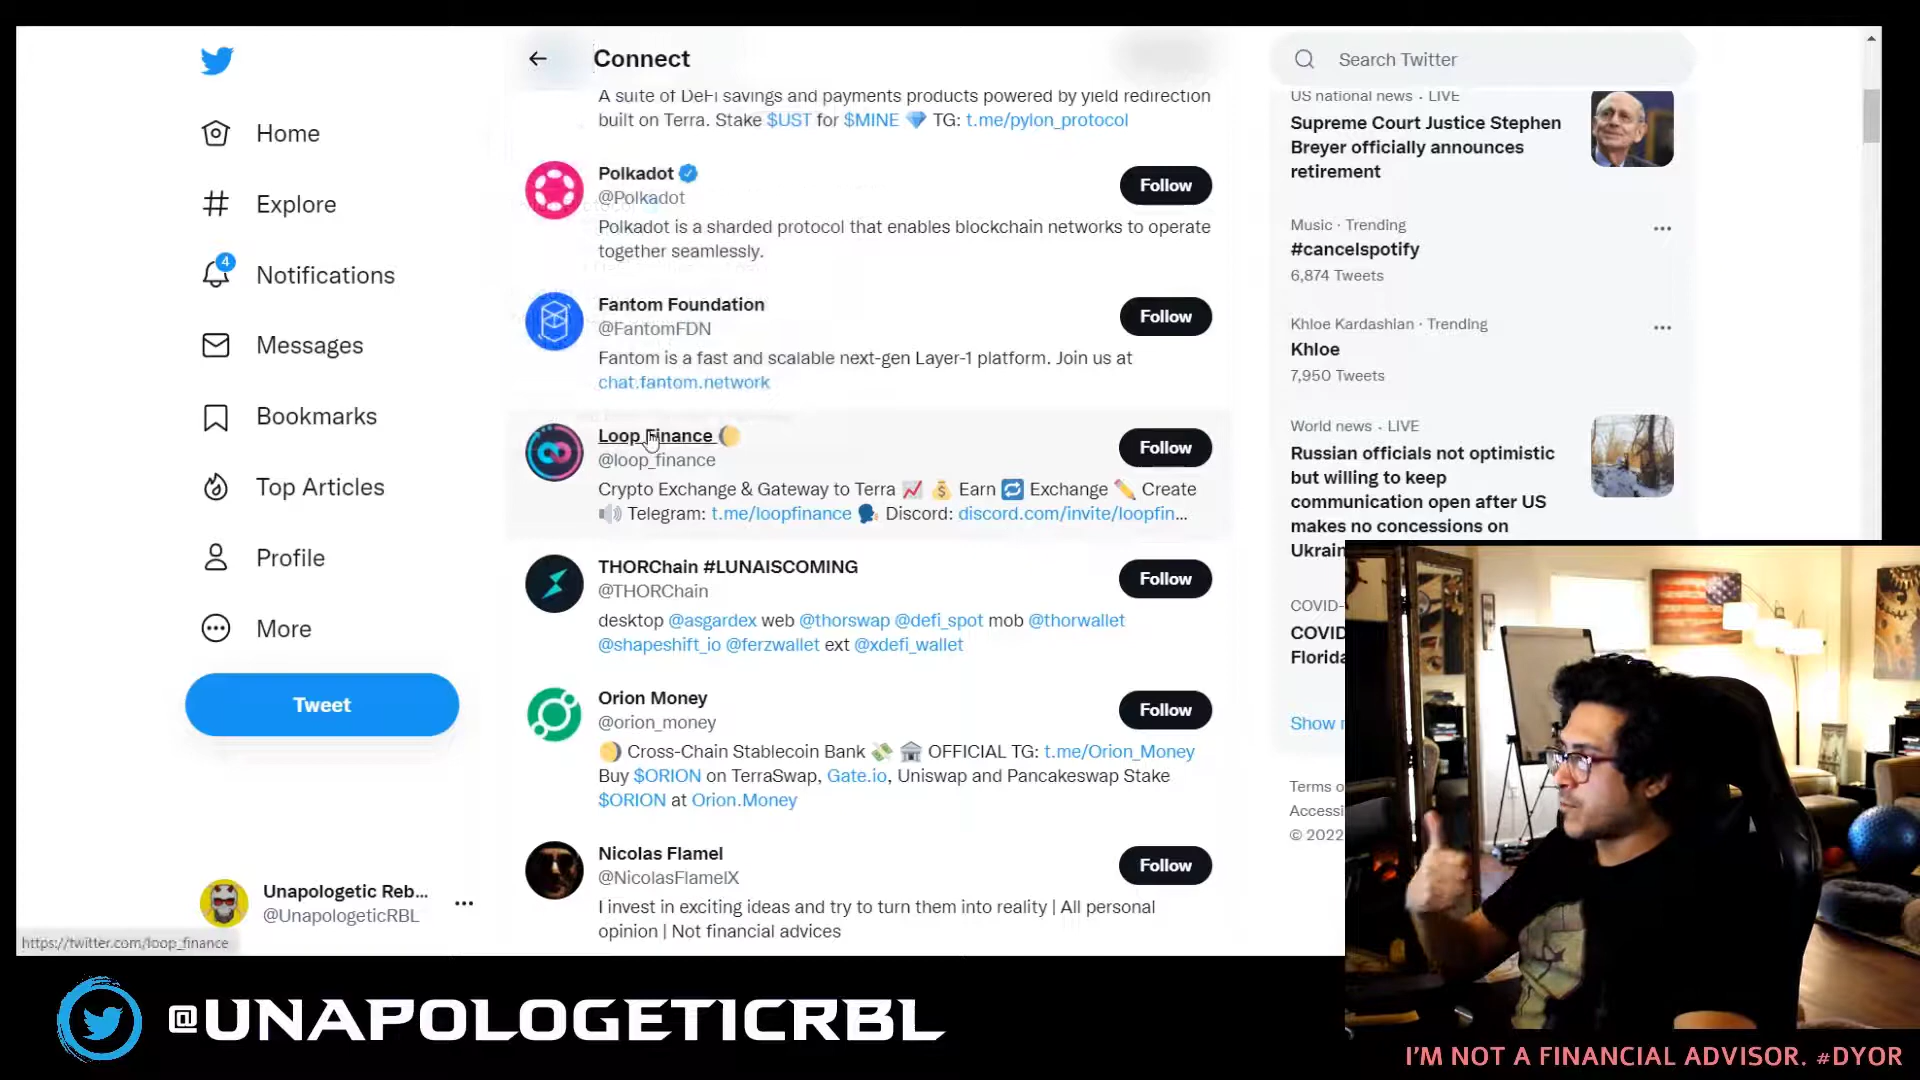 Connect
Search Twitter
Home
Explore
4
Notifications
Messages
Bookmarks
Top Articles
Profile
More
Tweet
Unapologetic Reb...
@UnapologeticRBL
https://twitter.com/loop_finance
A suite of DeFi savings and payments products powered by yield redirection
built on Terra. Stake $UST for $MINE 💎 TG: t.me/pylon_protocol
Polkadot
@Polkadot
Follow
Polkadot is a sharded protocol that enables blockchain networks to operate
together seamlessly.
Fantom Foundation
@FantomFDN
Follow
Fantom is a fast and scalable next-gen Layer-1 platform. Join us at
chat.fantom.network
Loop Finance 🌔
@loop_finance
Follow
Crypto Exchange & Gateway to Terra 📈 💰 Earn 🔁 Exchange ✏️ Create
🔊 Telegram: t.me/loopfinance 🗣 Discord: discord.com/invite/loopfin...
THORChain #LUNAISCOMING
@THORChain
Follow
desktop @asgardex web @thorswap @defi_spot mob @thorwallet
@shapeshift_io @ferzwallet ext @xdefi_wallet
Orion Money
@orion_money
Follow
🌖 Cross-Chain Stablecoin Bank 💸 🏛 OFFICIAL TG: t.me/Orion_Money
Buy $ORION on TerraSwap, Gate.io, Uniswap and Pancakeswap Stake
$ORION at Orion.Money
Nicolas Flamel
@NicolasFlamelX
Follow
I invest in exciting ideas and try to turn them into reality | All personal
opinion | Not financial advices
US national news · LIVE
Supreme Court Justice Stephen
Breyer officially announces
retirement
Music · Trending
#cancelspotify
6,874 Tweets
Khloe Kardashian · Trending
Khloe
7,950 Tweets
World news · LIVE
Russian officials not optimistic
but willing to keep
communication open after US
makes no concessions on
Ukrain
COVID-
COVID
Florida
Show
Terms o
Accessi
© 2022
@UNAPOLOGETICRBL
I'M NOT A FINANCIAL ADVISOR. #DYOR